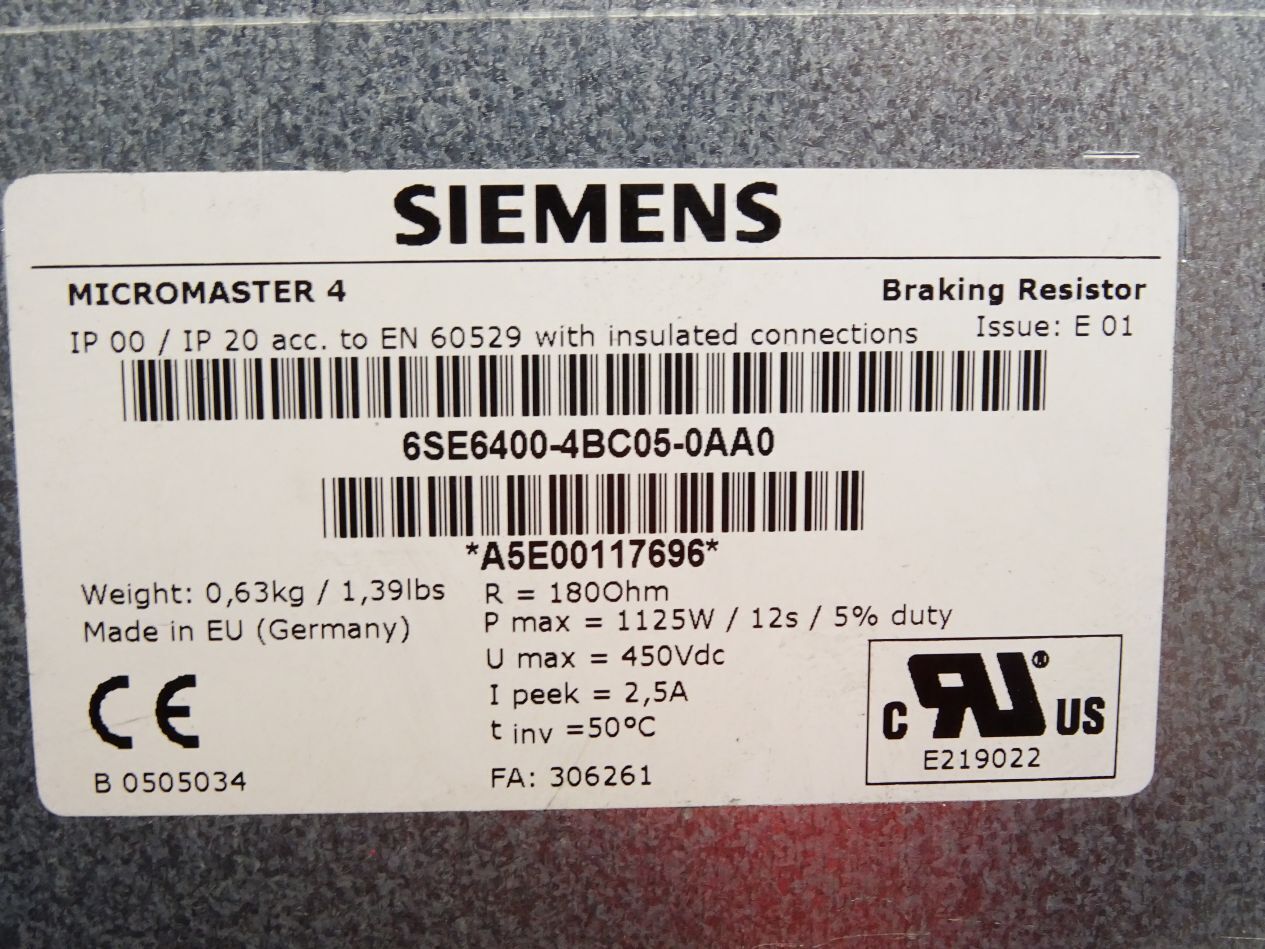 SIEMENS
MICROMASTER 4
Braking Resistor
IP 00 / IP 20 acc. to EN 60529 with insulated connections
Issue: E 01
6SE6400-4BC05-0AA0
*A5E00117696*
Weight: 0,63kg / 1,39lbs
Made in EU (Germany)
R = 180Ohm
P max = 1125W / 12s / 5% duty
U max = 450Vdc
I peek = 2,5A
t inv =50°C
FA: 306261
CE
B 0505034
c RU® US
E219022